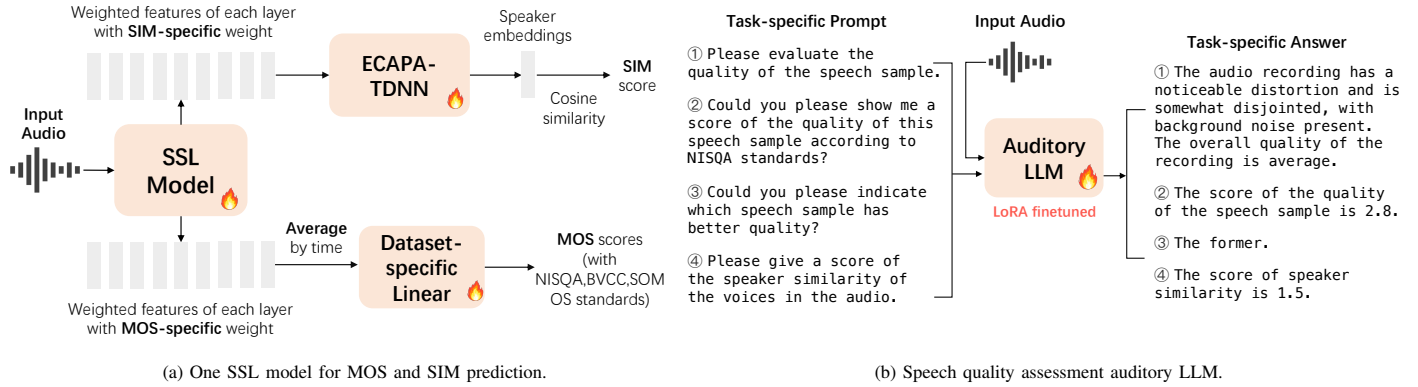 Weighted features of each layer
with SIM-specific weight
Speaker
embeddings
ECAPA-
TDNN
SIM
score
Cosine
similarity
Input
Audio
SSL
Model
Average
by time
Dataset-
specific
Linear
MOS scores
(with
NISQA,BVCC,SOM
OS standards)
Weighted features of each layer
with MOS-specific weight
(a) One SSL model for MOS and SIM prediction.
Task-specific Prompt
① Please evaluate the
quality of the speech sample.
② Could you please show me a
score of the quality of this
speech sample according to
NISQA standards?
③ Could you please indicate
which speech sample has
better quality?
④ Please give a score of
the speaker similarity of
the voices in the audio.
Input Audio
Auditory
LLM
LoRA finetuned
Task-specific Answer
① The audio recording has a
noticeable distortion and is
somewhat disjointed, with
background noise present.
The overall quality of the
recording is average.
② The score of the quality
of the speech sample is 2.8.
③ The former.
④ The score of speaker
similarity is 1.5.
(b) Speech quality assessment auditory LLM.